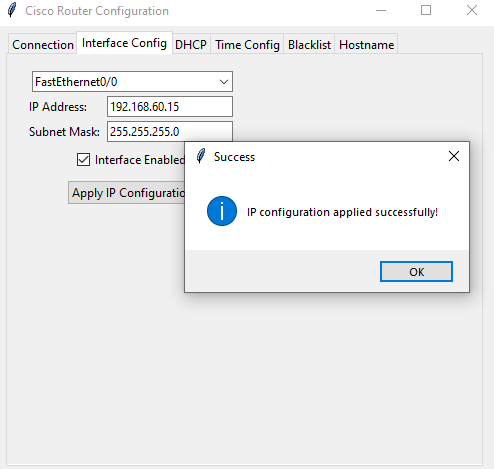 Cisco Router Configuration
Connection Interface Config DHCP Time Config Blacklist Hostname
FastEthernet0/0
IP Address: 192.168.60.15
Subnet Mask: 255.255.255.0
Interface Enabled
Apply IP Configuratio
Success
IP configuration applied successfully!
OK